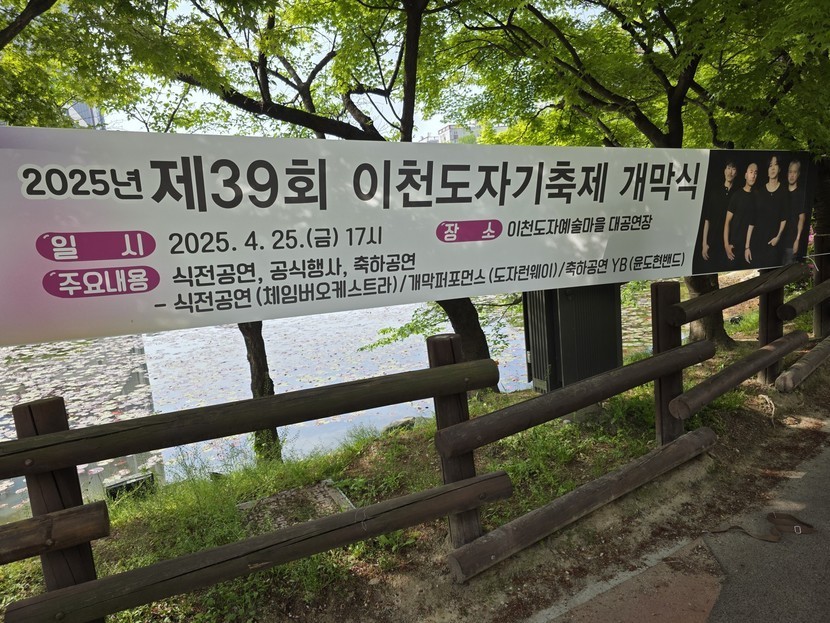 2025년 제39회 이천도자기축제 개막식
일 시 2025. 4. 25.(금) 17시
장 소 이천도자예술마을 대공연장
주요내용 식전공연, 공식행사, 축하공연
- 식전공연 (체임버오케스트라) / 개막퍼포먼스 (도자런웨이) / 축하공연 YB (윤도현밴드)